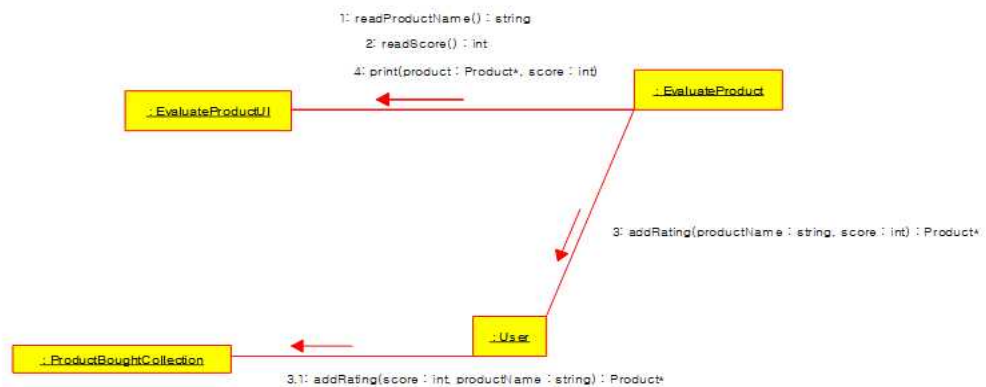 1: readProductName() : string
2: readScore() : int
4: print(product : Product*, score : int)
: EvaluateProduct
: EvaluateProductUI
3: addRating(productName : string, score : int) : Product*
: User
: ProductBoughtCollection
3.1: addRating(score : int, productName : string) : Product*